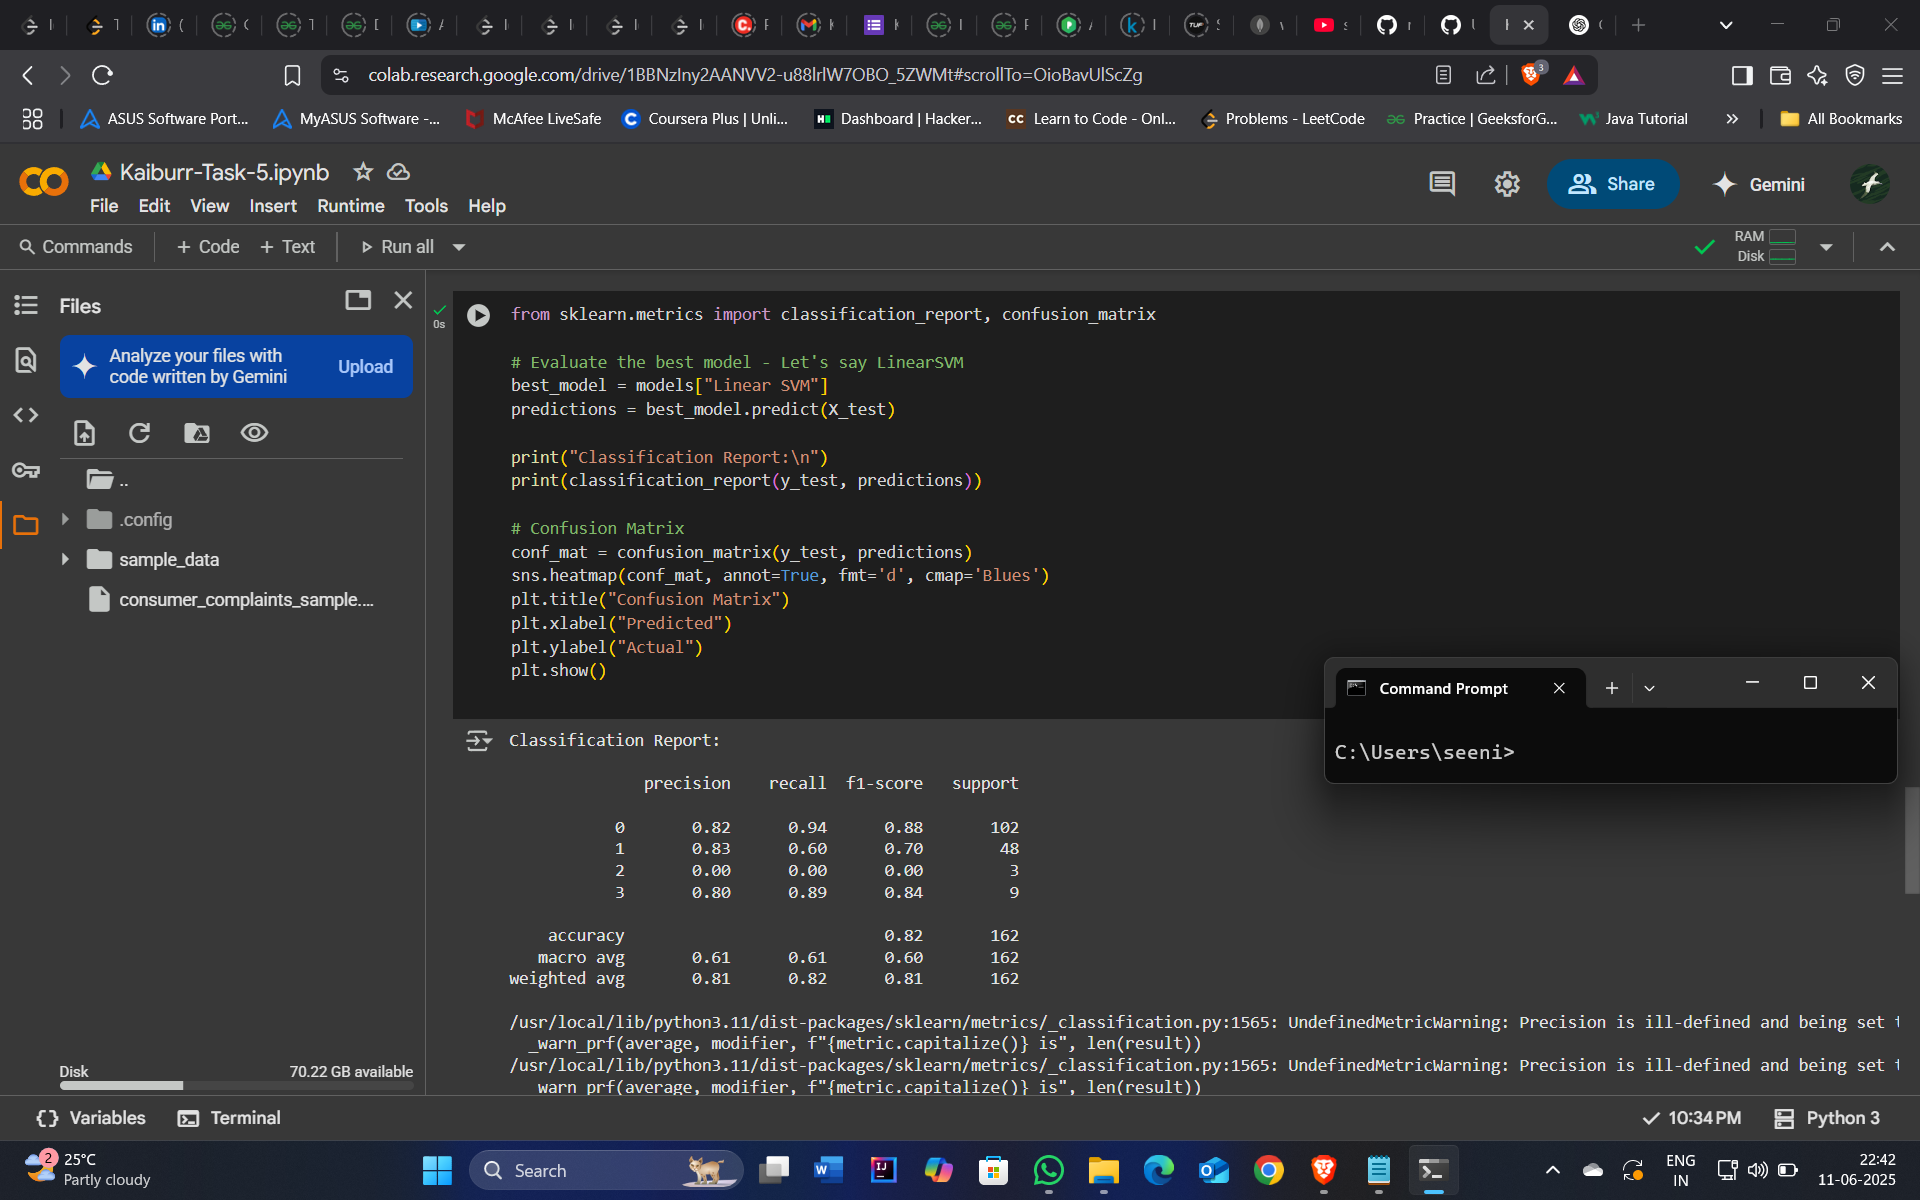 colab.research.google.com/drive/1BBNzlny2AANVV2-u88lrlW7OBO_5ZWMt#scrollTo=OioBavUlScZg
3
ASUS Software Port...
MyASUS Software -...
McAfee LiveSafe
Coursera Plus | Unli...
Dashboard | Hacker...
Learn to Code - Onl...
Problems - LeetCode
Practice | GeeksforG...
Java Tutorial
All Bookmarks
Kaiburr-Task-5.ipynb
File Edit View Insert Runtime Tools Help
Share
Gemini
Commands
+ Code + Text
Run all
RAM
Disk
Files
Analyze your files with
code written by Gemini
Upload
..
.config
sample_data
consumer_complaints_sample....
Disk 70.22 GB available
0s
from sklearn.metrics import classification_report, confusion_matrix
# Evaluate the best model - Let's say LinearSVM
best_model = models["Linear SVM"]
predictions = best_model.predict(X_test)
print("Classification Report:\n")
print(classification_report(y_test, predictions))
# Confusion Matrix
conf_mat = confusion_matrix(y_test, predictions)
sns.heatmap(conf_mat, annot=True, fmt='d', cmap='Blues')
plt.title("Confusion Matrix")
plt.xlabel("Predicted")
plt.ylabel("Actual")
plt.show()
Command Prompt
C:\Users\seeni>
Classification Report:
precision recall f1-score support
0 0.82 0.94 0.88 102
1 0.83 0.60 0.70 48
2 0.00 0.00 0.00 3
3 0.80 0.89 0.84 9
accuracy 0.82 162
macro avg 0.61 0.61 0.60 162
weighted avg 0.81 0.82 0.81 162
/usr/local/lib/python3.11/dist-packages/sklearn/metrics/_classification.py:1565: UndefinedMetricWarning: Precision is ill-defined and being set t
_warn_prf(average, modifier, f"{metric.capitalize()} is", len(result))
/usr/local/lib/python3.11/dist-packages/sklearn/metrics/_classification.py:1565: UndefinedMetricWarning: Precision is ill-defined and being set t
_warn_prf(average, modifier, f"{metric.capitalize()} is", len(result))
Variables
Terminal
10:34 PM
Python 3
2
25°C
Partly cloudy
Search
ENG
IN
22:42
11-06-2025